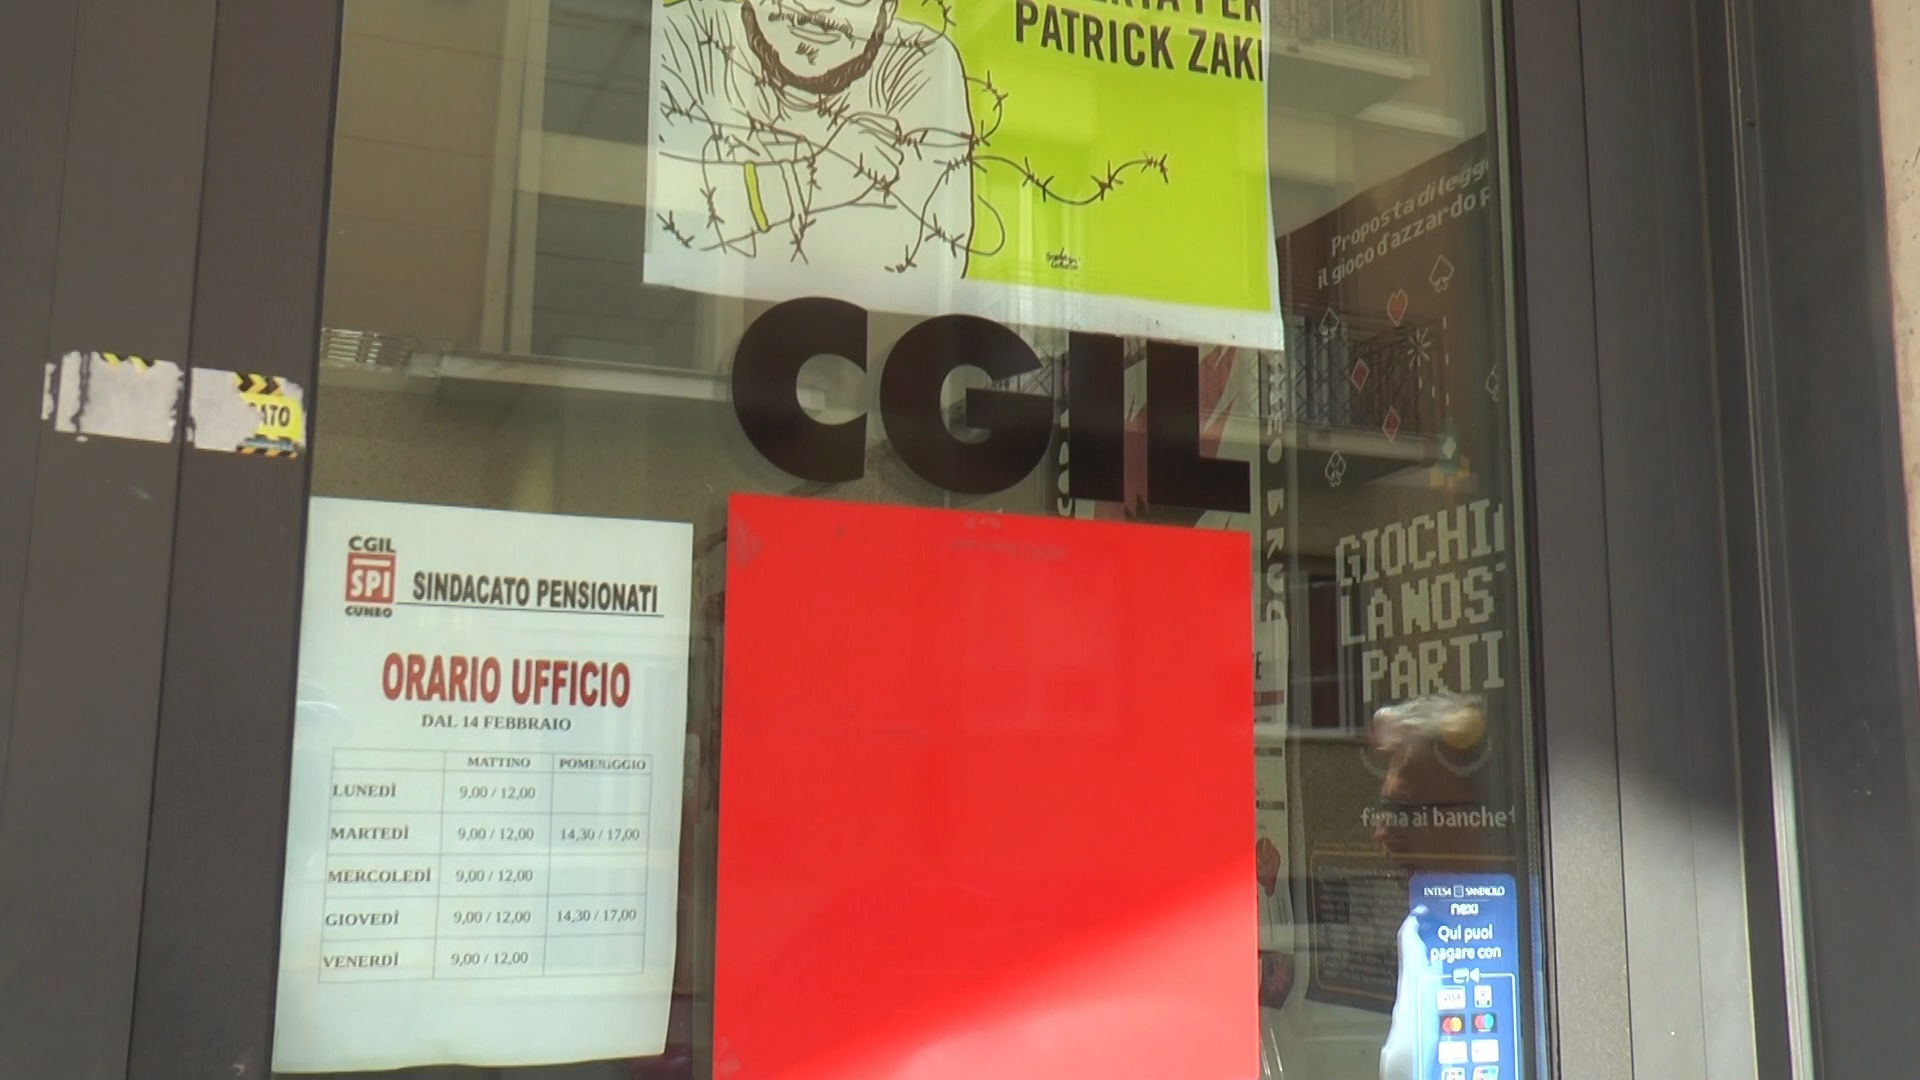 PATRICK ZAKI
CGIL
Proposta di legge
il gioco d'azzardo
ATO
CGIL
SPI
CUNEO
SINDACATO PENSIONATI
ORARIO UFFICIO
DAL 14 FEBBRAIO
MATTINO POMERIGGIO
LUNEDÌ 9,00 / 12,00
MARTEDÌ 9,00 / 12,00 14,30 / 17,00
MERCOLEDÌ 9,00 / 12,00
GIOVEDÌ 9,00 / 12,00 14,30 / 17,00
VENERDÌ 9,00 / 12,00
GIOCHI
LA NOS
PARTI
firma ai banchet
INTESA SANPAOLO
nexi
Qui puoi
pagare con
VISA